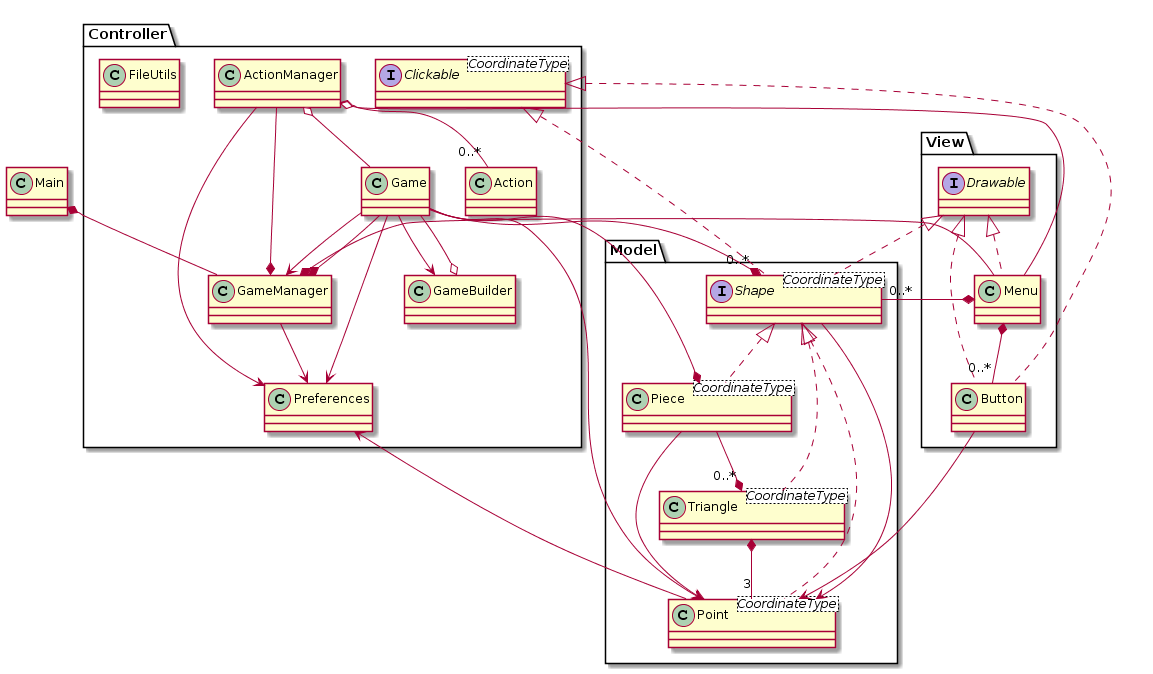 Controller
C FileUtils
C ActionManager
I Clickable
CoordinateType
View
0..*
C Main
C Game
C Action
I Drawable
Model
0..*
C GameManager
C GameBuilder
I Shape
CoordinateType
0..*
C Menu
0..*
C Preferences
C Piece
CoordinateType
C Button
0..*
C Triangle
CoordinateType
3
C Point
CoordinateType